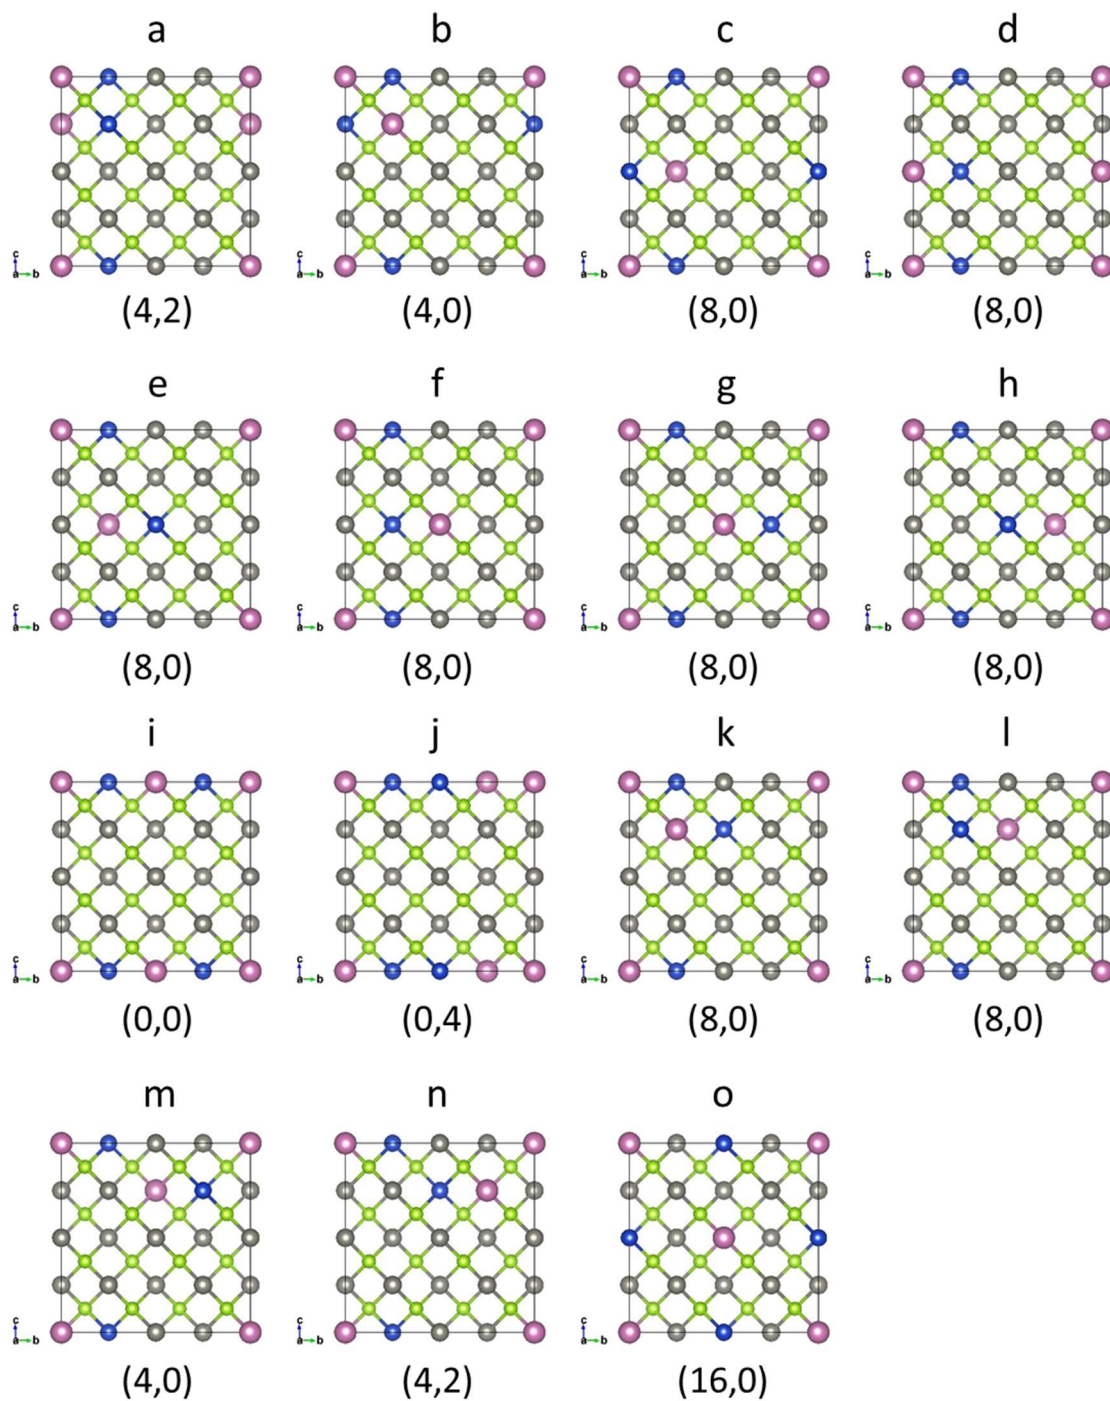 a b c d
c a b c a b c a b c a b
(4,2) (4,0) (8,0) (8,0)
e f g h
c a b c a b c a b c a b
(8,0) (8,0) (8,0) (8,0)
i j k l
c a b c a b c a b c a b
(0,0) (0,4) (8,0) (8,0)
m n o
c a b c a b c a b
(4,0) (4,2) (16,0)